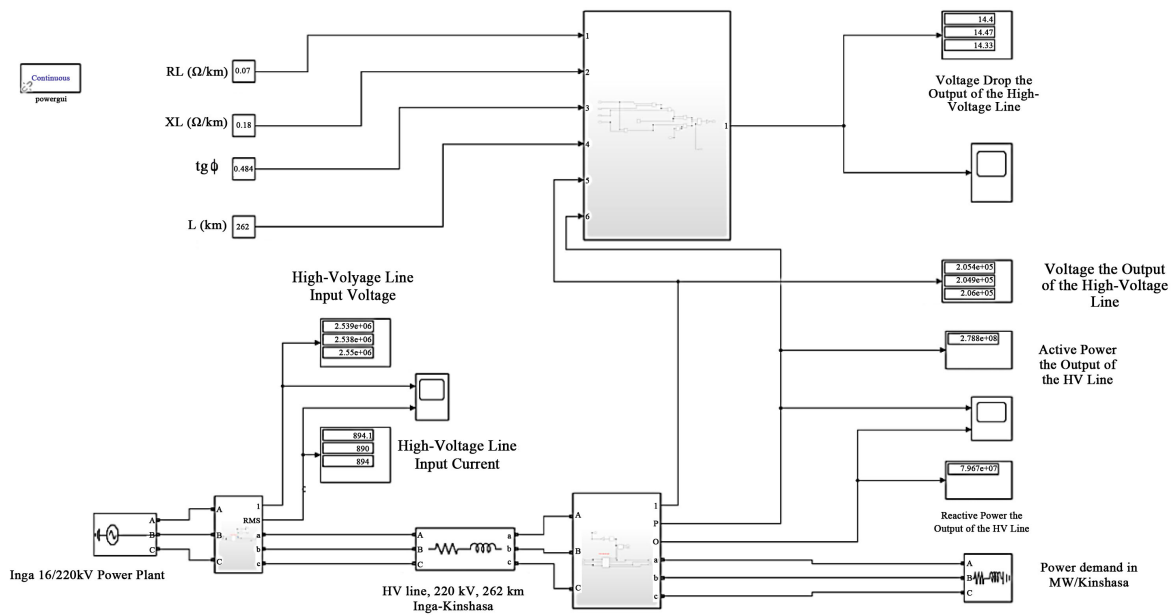 Continuous
powergui
RL (Ω/km)
0.07
XL (Ω/km)
0.18
tgϕ
0.484
L (km)
262
1
2
3
4
5
6
1
14.4
14.47
14.33
Voltage Drop the
Output of the High-
Voltage Line
2.054e+05
2.049e+05
2.06e+05
Voltage the Output
of the High-Voltage
Line
2.788e+08
Active Power
the Output of
the HV Line
7.967e+07
Reactive Power the
Output of the HV Line
High-Volyage Line
Input Voltage
2.539e+06
2.538e+06
2.55e+06
894.1
890
894
High-Voltage Line
Input Current
C
A
B
C
Inga 16/220kV Power Plant
A
B
C
1
RMS
a
b
c
A
B
C
a
b
c
HV line, 220 kV, 262 km
Inga-Kinshasa
A
B
C
1
P
O
a
b
c
A
B
C
Power demand in
MW/Kinshasa